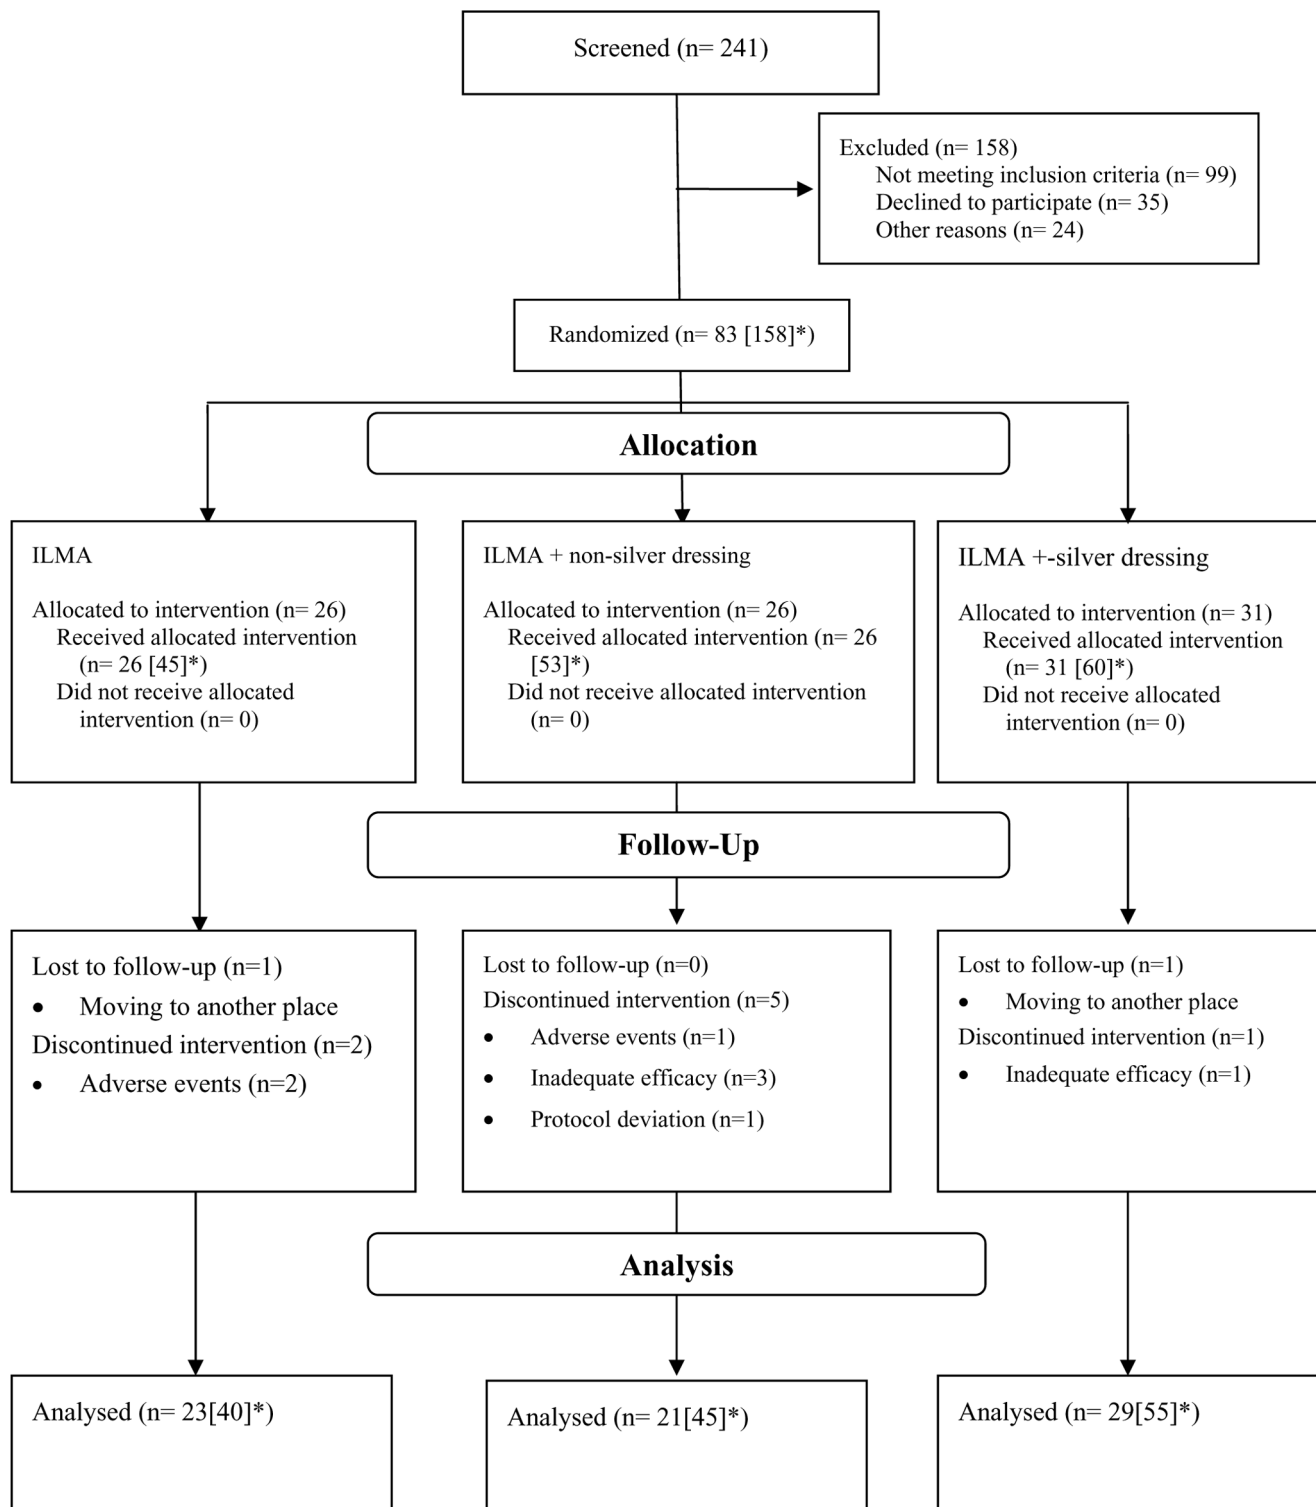 Screened (n= 241)
Excluded (n= 158)
Not meeting inclusion criteria (n= 99)
Declined to participate (n= 35)
Other reasons (n= 24)
Randomized (n= 83 [158]*)
Allocation
ILMA
Allocated to intervention (n= 26)
Received allocated intervention
(n= 26 [45]*)
Did not receive allocated
intervention (n= 0)
ILMA + non-silver dressing
Allocated to intervention (n= 26)
Received allocated intervention (n= 26
[53]*)
Did not receive allocated intervention
(n= 0)
ILMA +-silver dressing
Allocated to intervention (n= 31)
Received allocated intervention
(n= 31 [60]*)
Did not receive allocated
intervention (n= 0)
Follow-Up
Lost to follow-up (n=1)
• Moving to another place
Discontinued intervention (n=2)
• Adverse events (n=2)
Lost to follow-up (n=0)
Discontinued intervention (n=5)
• Adverse events (n=1)
• Inadequate efficacy (n=3)
• Protocol deviation (n=1)
Lost to follow-up (n=1)
• Moving to another place
Discontinued intervention (n=1)
• Inadequate efficacy (n=1)
Analysis
Analysed (n= 23[40]*)
Analysed (n= 21[45]*)
Analysed (n= 29[55]*)